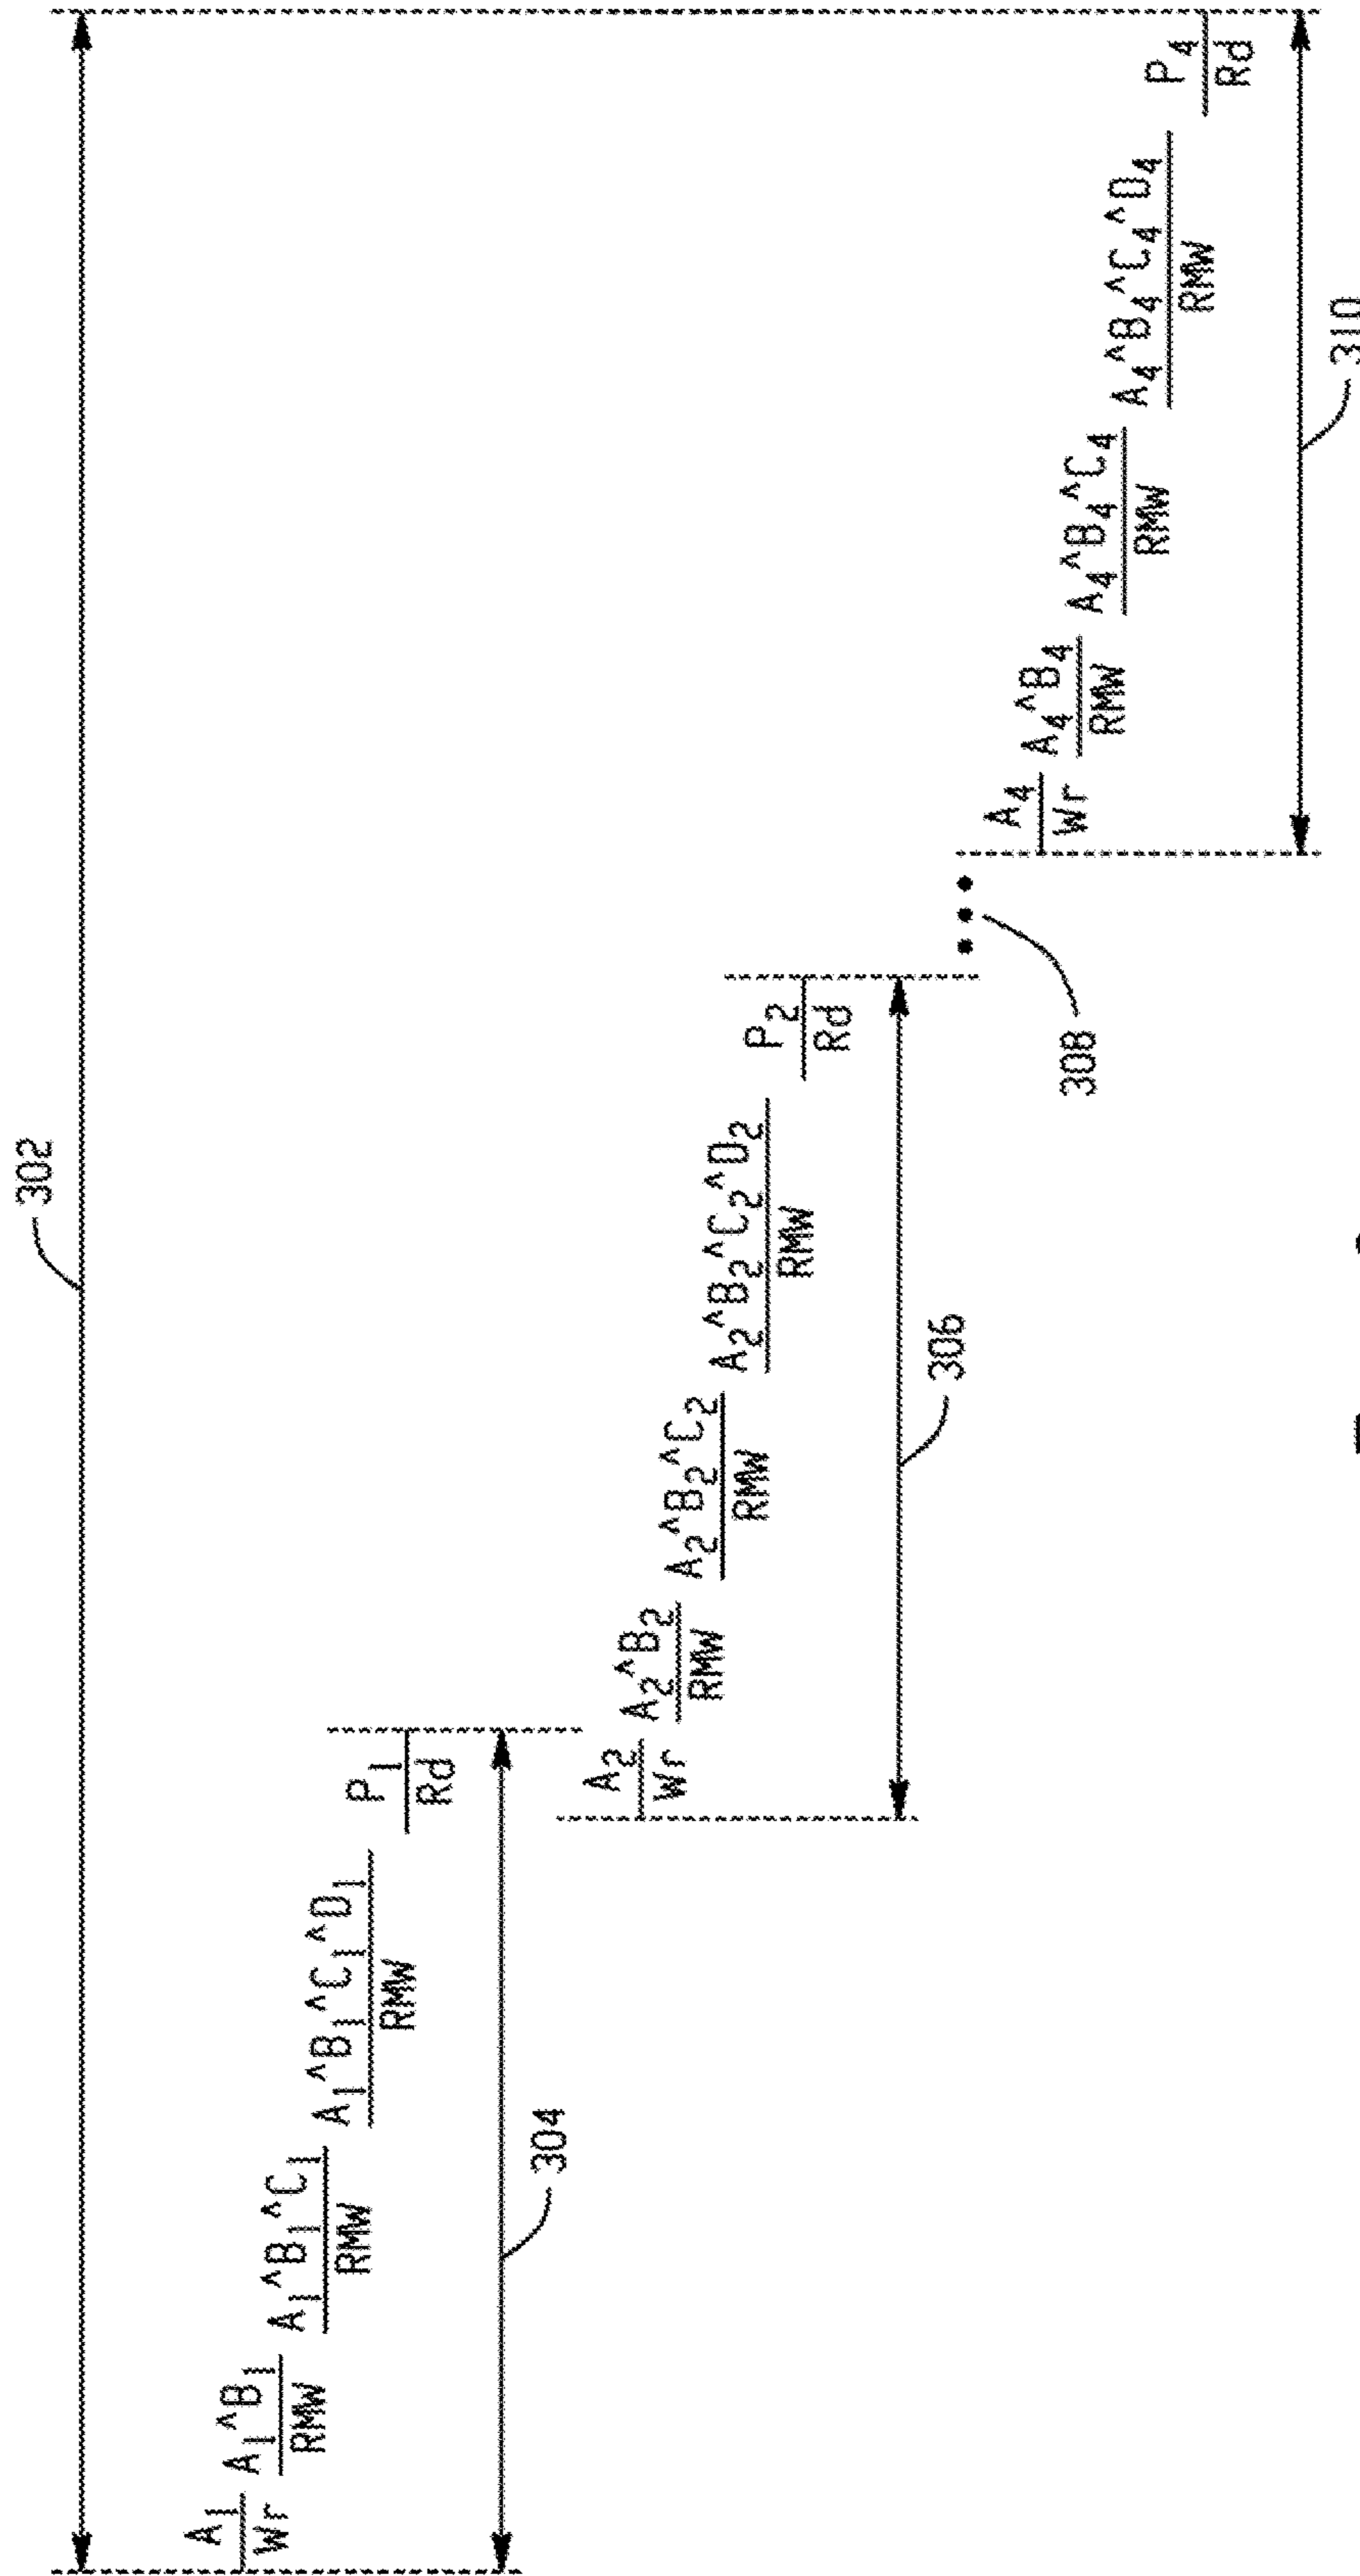 302
A₁
Wr
A₁^B₁
RMW
A₁^B₁^C₁
RMW
A₁^B₁^C₁^D₁
RMW
P₁
Rd
304
A₂
Wr
A₂^B₂
RMW
A₂^B₂^C₂
RMW
A₂^B₂^C₂^D₂
RMW
P₂
Rd
306
•••
308
A₄
Wr
A₄^B₄
RMW
A₄^B₄^C₄
RMW
A₄^B₄^C₄^D₄
RMW
P₄
Rd
310